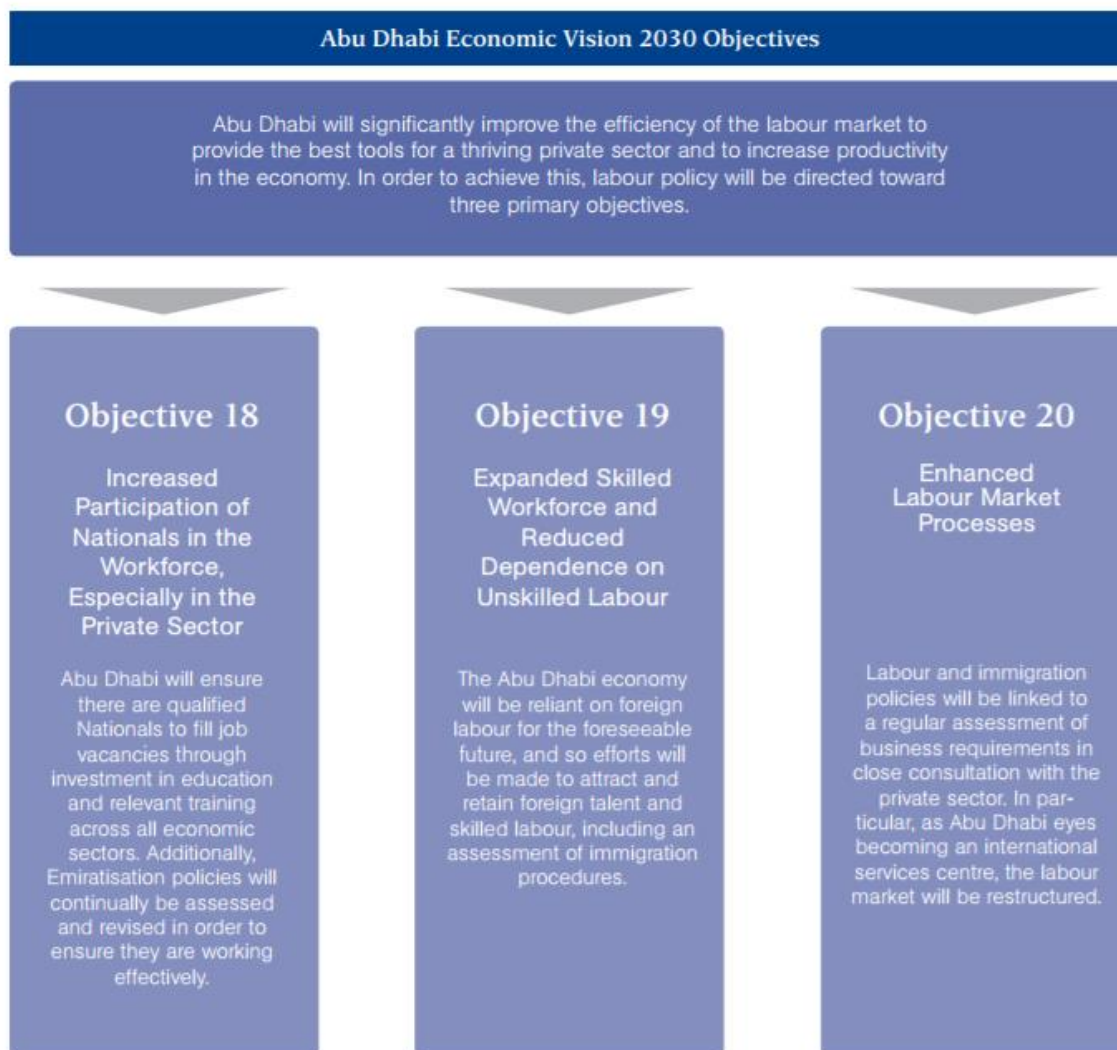 Abu Dhabi Economic Vision 2030 Objectives
Abu Dhabi will significantly improve the efficiency of the labour market to
provide the best tools for a thriving private sector and to increase productivity
in the economy. In order to achieve this, labour policy will be directed toward
three primary objectives.
Objective 18
Increased
Participation of
Nationals in the
Workforce,
Especially in the
Private Sector
Abu Dhabi will ensure
there are qualified
Nationals to fill job
vacancies through
investment in education
and relevant training
across all economic
sectors. Additionally,
Emiratisation policies will
continually be assessed
and revised in order to
ensure they are working
effectively.
Objective 19
Expanded Skilled
Workforce and
Reduced
Dependence on
Unskilled Labour
The Abu Dhabi economy
will be reliant on foreign
labour for the foreseeable
future, and so efforts will
be made to attract and
retain foreign talent and
skilled labour, including an
assessment of immigration
procedures.
Objective 20
Enhanced
Labour Market
Processes
Labour and immigration
policies will be linked to
a regular assessment of
business requirements in
close consultation with the
private sector. In par-
ticular, as Abu Dhabi eyes
becoming an international
services centre, the labour
market will be restructured.